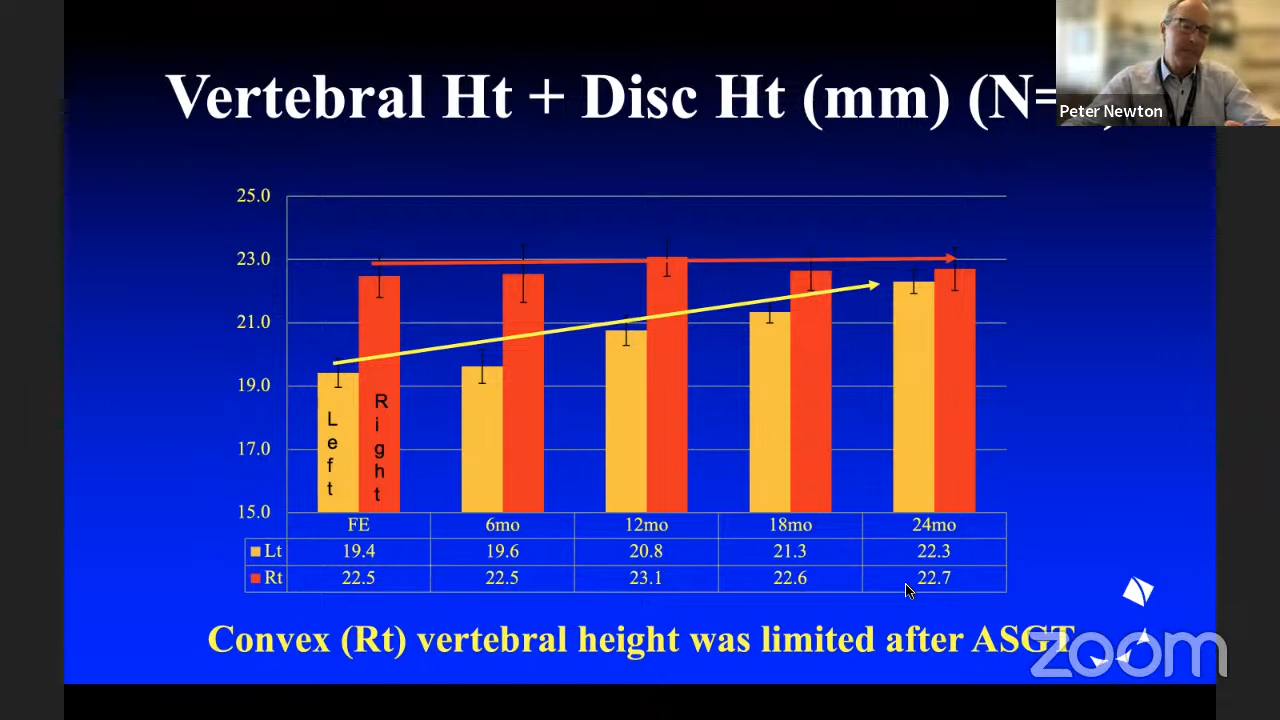 Vertebral Ht + Disc Ht (mm) (N=
Peter Newton
25.0
23.0
21.0
19.0
17.0
15.0
Left
Right
FE 6mo 12mo 18mo 24mo
Lt 19.4 19.6 20.8 21.3 22.3
Rt 22.5 22.5 23.1 22.6 22.7
Convex (Rt) vertebral height was limited after ASGT
zoom